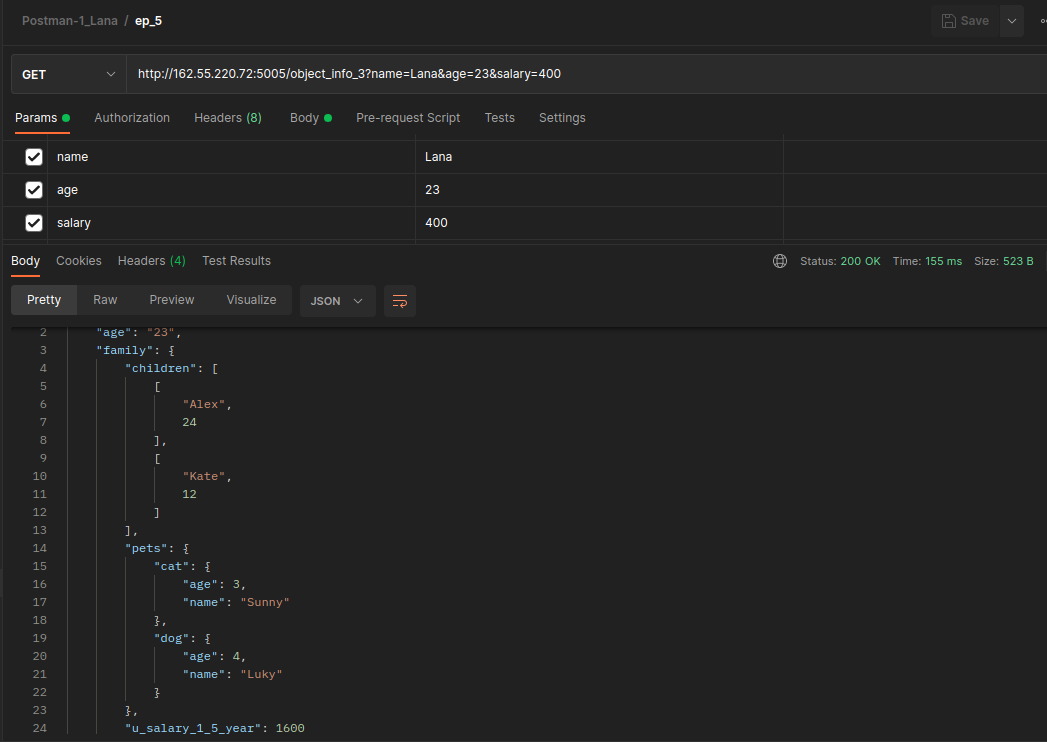 Postman-1_Lana / ep_5
Save
GET http://162.55.220.72:5005/object_info_3?name=Lana&age=23&salary=400
Params Authorization Headers (8) Body Pre-request Script Tests Settings
name Lana
age 23
salary 400
Body Cookies Headers (4) Test Results Status: 200 OK Time: 155 ms Size: 523 B
Pretty Raw Preview Visualize JSON
2 "age": "23",
3 "family": {
4 "children": [
5 [
6 "Alex",
7 24
8 ],
9 [
10 "Kate",
11 12
12 ]
13 ],
14 "pets": {
15 "cat": {
16 "age": 3,
17 "name": "Sunny"
18 },
19 "dog": {
20 "age": 4,
21 "name": "Luky"
22 }
23 },
24 "u_salary_1_5_year": 1600